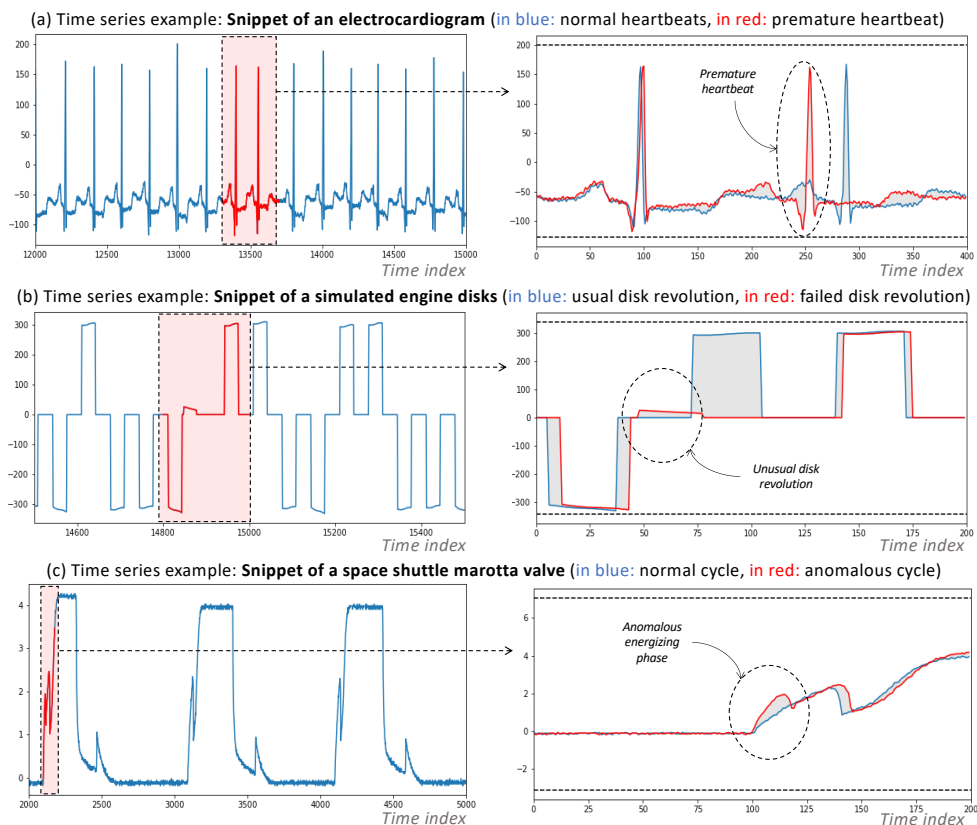 (a) Time series example: Snippet of an electrocardiogram (in blue: normal heartbeats, in red: premature heartbeat)
200
150
100
50
0
−50
−100
12000 12500 13000 13500 14000 14500 15000
Time index
200
150
100
50
0
−50
−100
Premature
heartbeat
0 50 100 150 200 250 300 350 400
Time index
(b) Time series example: Snippet of a simulated engine disks (in blue: usual disk revolution, in red: failed disk revolution)
300
200
100
0
−100
−200
−300
14600 14800 15000 15200 15400
Time index
300
200
100
0
−100
−200
−300
Unusual disk
revolution
0 25 50 75 100 125 150 175 200
Time index
(c) Time series example: Snippet of a space shuttle marotta valve (in blue: normal cycle, in red: anomalous cycle)
4
3
2
1
0
2000 2500 3000 3500 4000 4500 5000
Time index
6
4
2
0
−2
Anomalous
energizing
phase
0 25 50 75 100 125 150 175 200
Time index